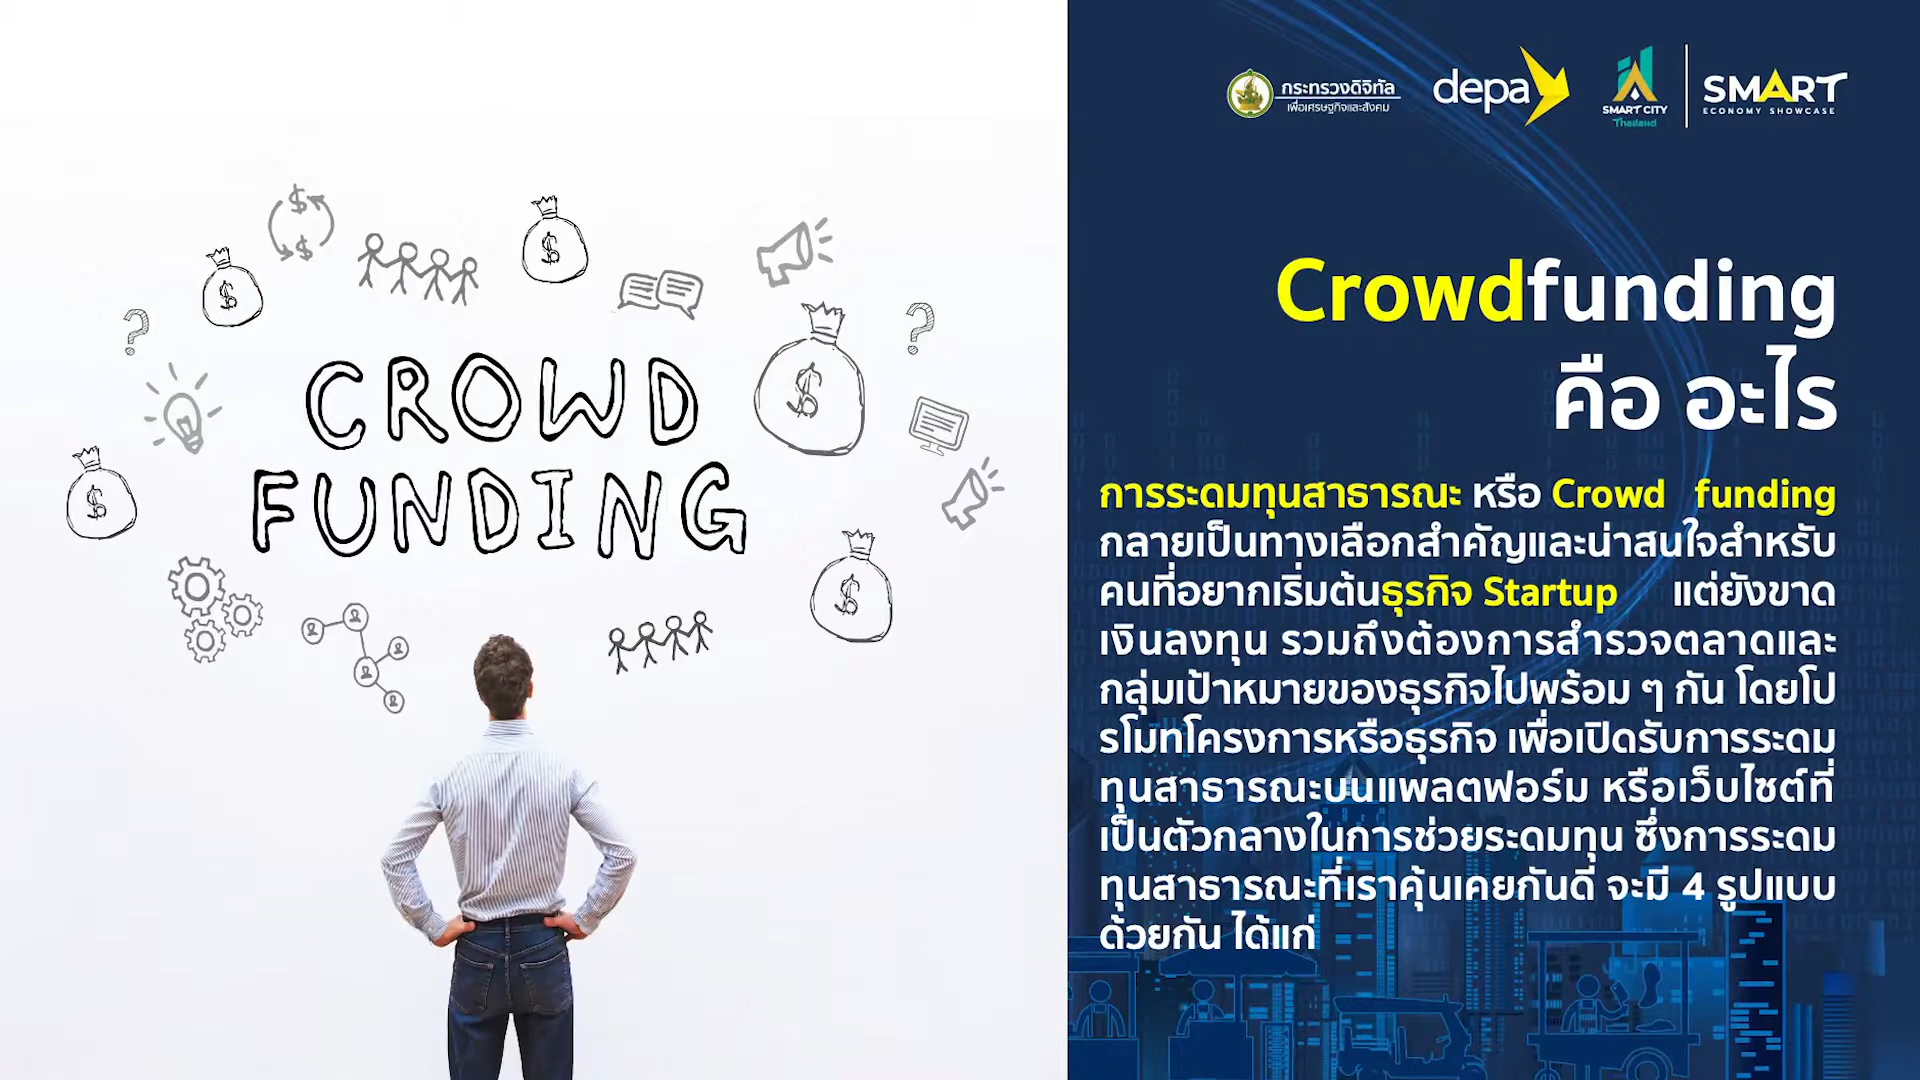 กระทรวงดิจิทัล
เพื่อเศรษฐกิจและสังคม
depa
SMART CITY
Thailand
SMART
ECONOMY SHOWCASE
CROWD
FUNDING
Crowdfunding
คือ อะไร
การระดมทุนสาธารณะ หรือ Crowd funding
กลายเป็นทางเลือกสำคัญและน่าสนใจสำหรับ
คนที่อยากเริ่มต้นธุรกิจ Startup แต่ยังขาด
เงินลงทุน รวมถึงต้องการสำรวจตลาดและ
กลุ่มเป้าหมายของธุรกิจไปพร้อม ๆ กัน โดยโป
รโมทโครงการหรือธุรกิจ เพื่อเปิดรับการระดม
ทุนสาธารณะบนแพลตฟอร์ม หรือเว็บไซต์ที่
เป็นตัวกลางในการช่วยระดมทุน ซึ่งการระดม
ทุนสาธารณะที่เราคุ้นเคยกันดี จะมี 4 รูปแบบ
ด้วยกัน ได้แก่